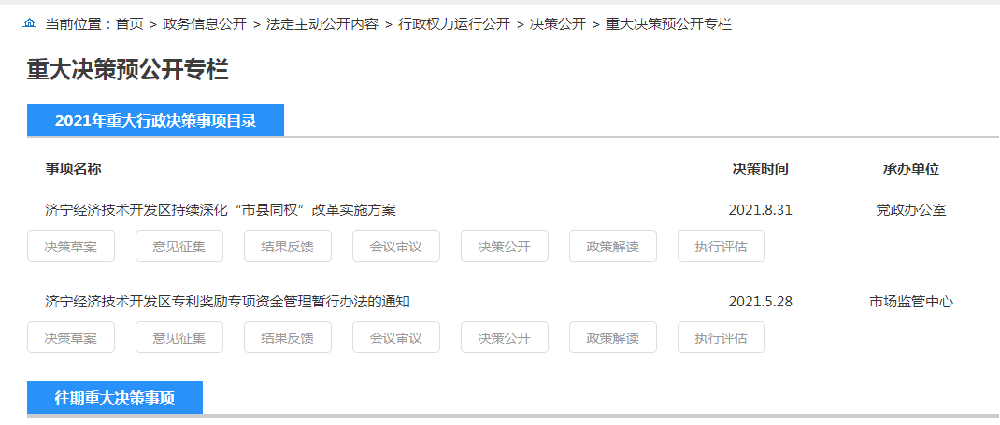 当前位置：首页 > 政务信息公开 > 法定主动公开内容 > 行政权力运行公开 > 决策公开 > 重大决策预公开专栏
重大决策预公开专栏
2021年重大行政决策事项目录
事项名称 决策时间 承办单位
济宁经济技术开发区持续深化“市县同权”改革实施方案 2021.8.31 党政办公室
决策草案 意见征集 结果反馈 会议审议 决策公开 政策解读 执行评估
济宁经济技术开发区专利奖励专项资金管理暂行办法的通知 2021.5.28 市场监管中心
决策草案 意见征集 结果反馈 会议审议 决策公开 政策解读 执行评估
往期重大决策事项